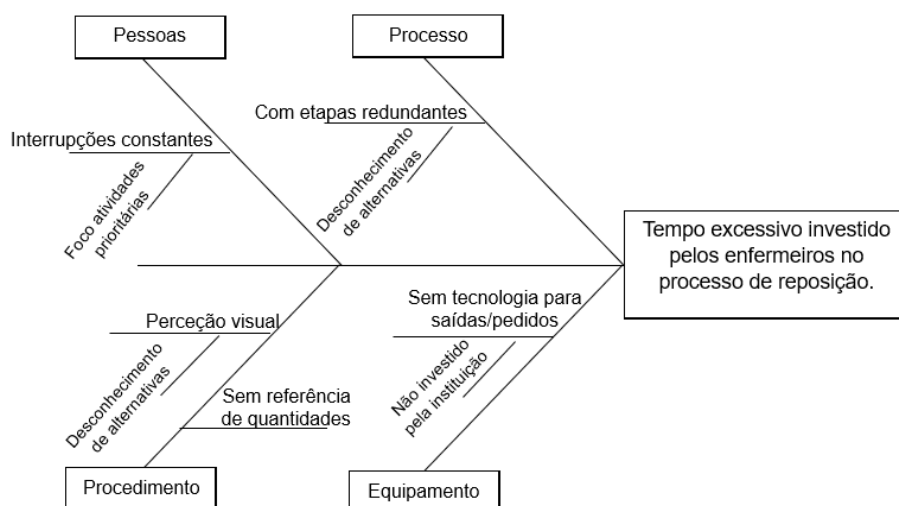 Pessoas
Processo
Com etapas redundantes
Interrupções constantes
Desconhecimento
de alternativas
Foco atividades
prioritárias
Tempo excessivo investido
pelos enfermeiros no
processo de reposição.
Sem tecnologia para
saídas/pedidos
Perceção visual
Não investido
pela instituição
Desconhecimento
de alternativas
Sem referência
de quantidades
Procedimento
Equipamento